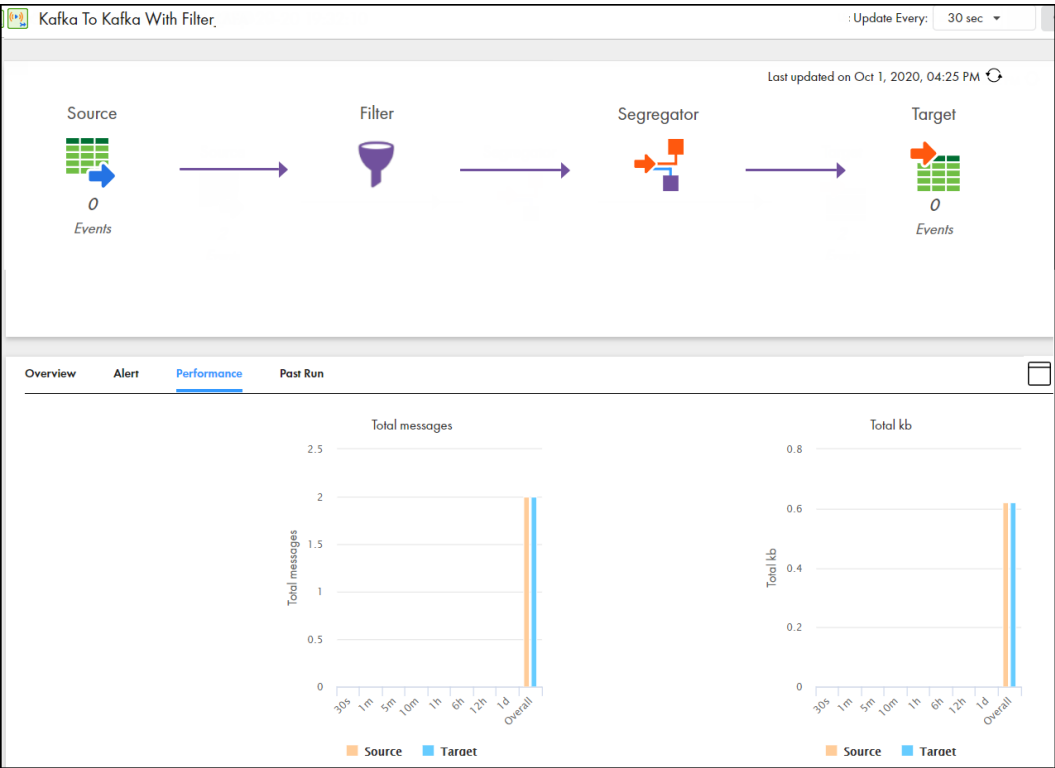 Kafka To Kafka With Filter
: Update Every: 30 sec
Last updated on Oct 1, 2020, 04:25 PM
Source Filter Segregator Target
0 0
Events Events
Overview Alert Performance Past Run
Total messages
2.5
2
1.5
1
0.5
0
Total messages
30s 1m 5m 10m 1h 6h 12h 1d Overall
Source Target
Total kb
0.8
0.6
0.4
0.2
0
Total kb
30s 1m 5m 10m 1h 6h 12h 1d Overall
Source Target